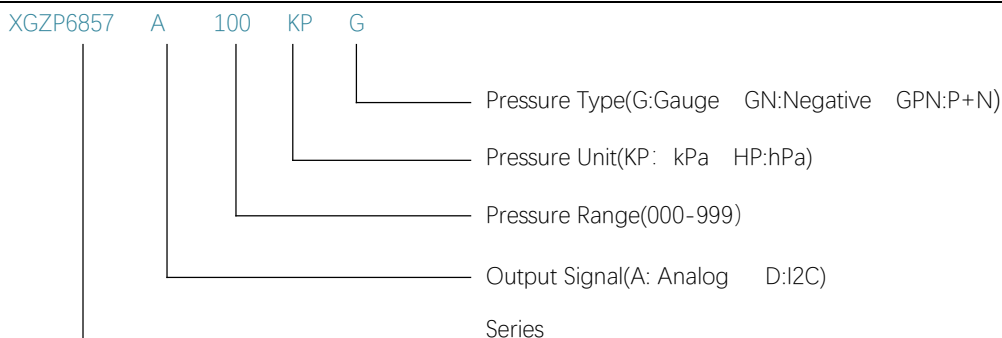 XGZP6857 A 100 KP G
Pressure Type(G:Gauge GN:Negative GPN:P+N)
Pressure Unit(KP: kPa HP:hPa)
Pressure Range(000-999)
Output Signal(A: Analog D:I2C)
Series